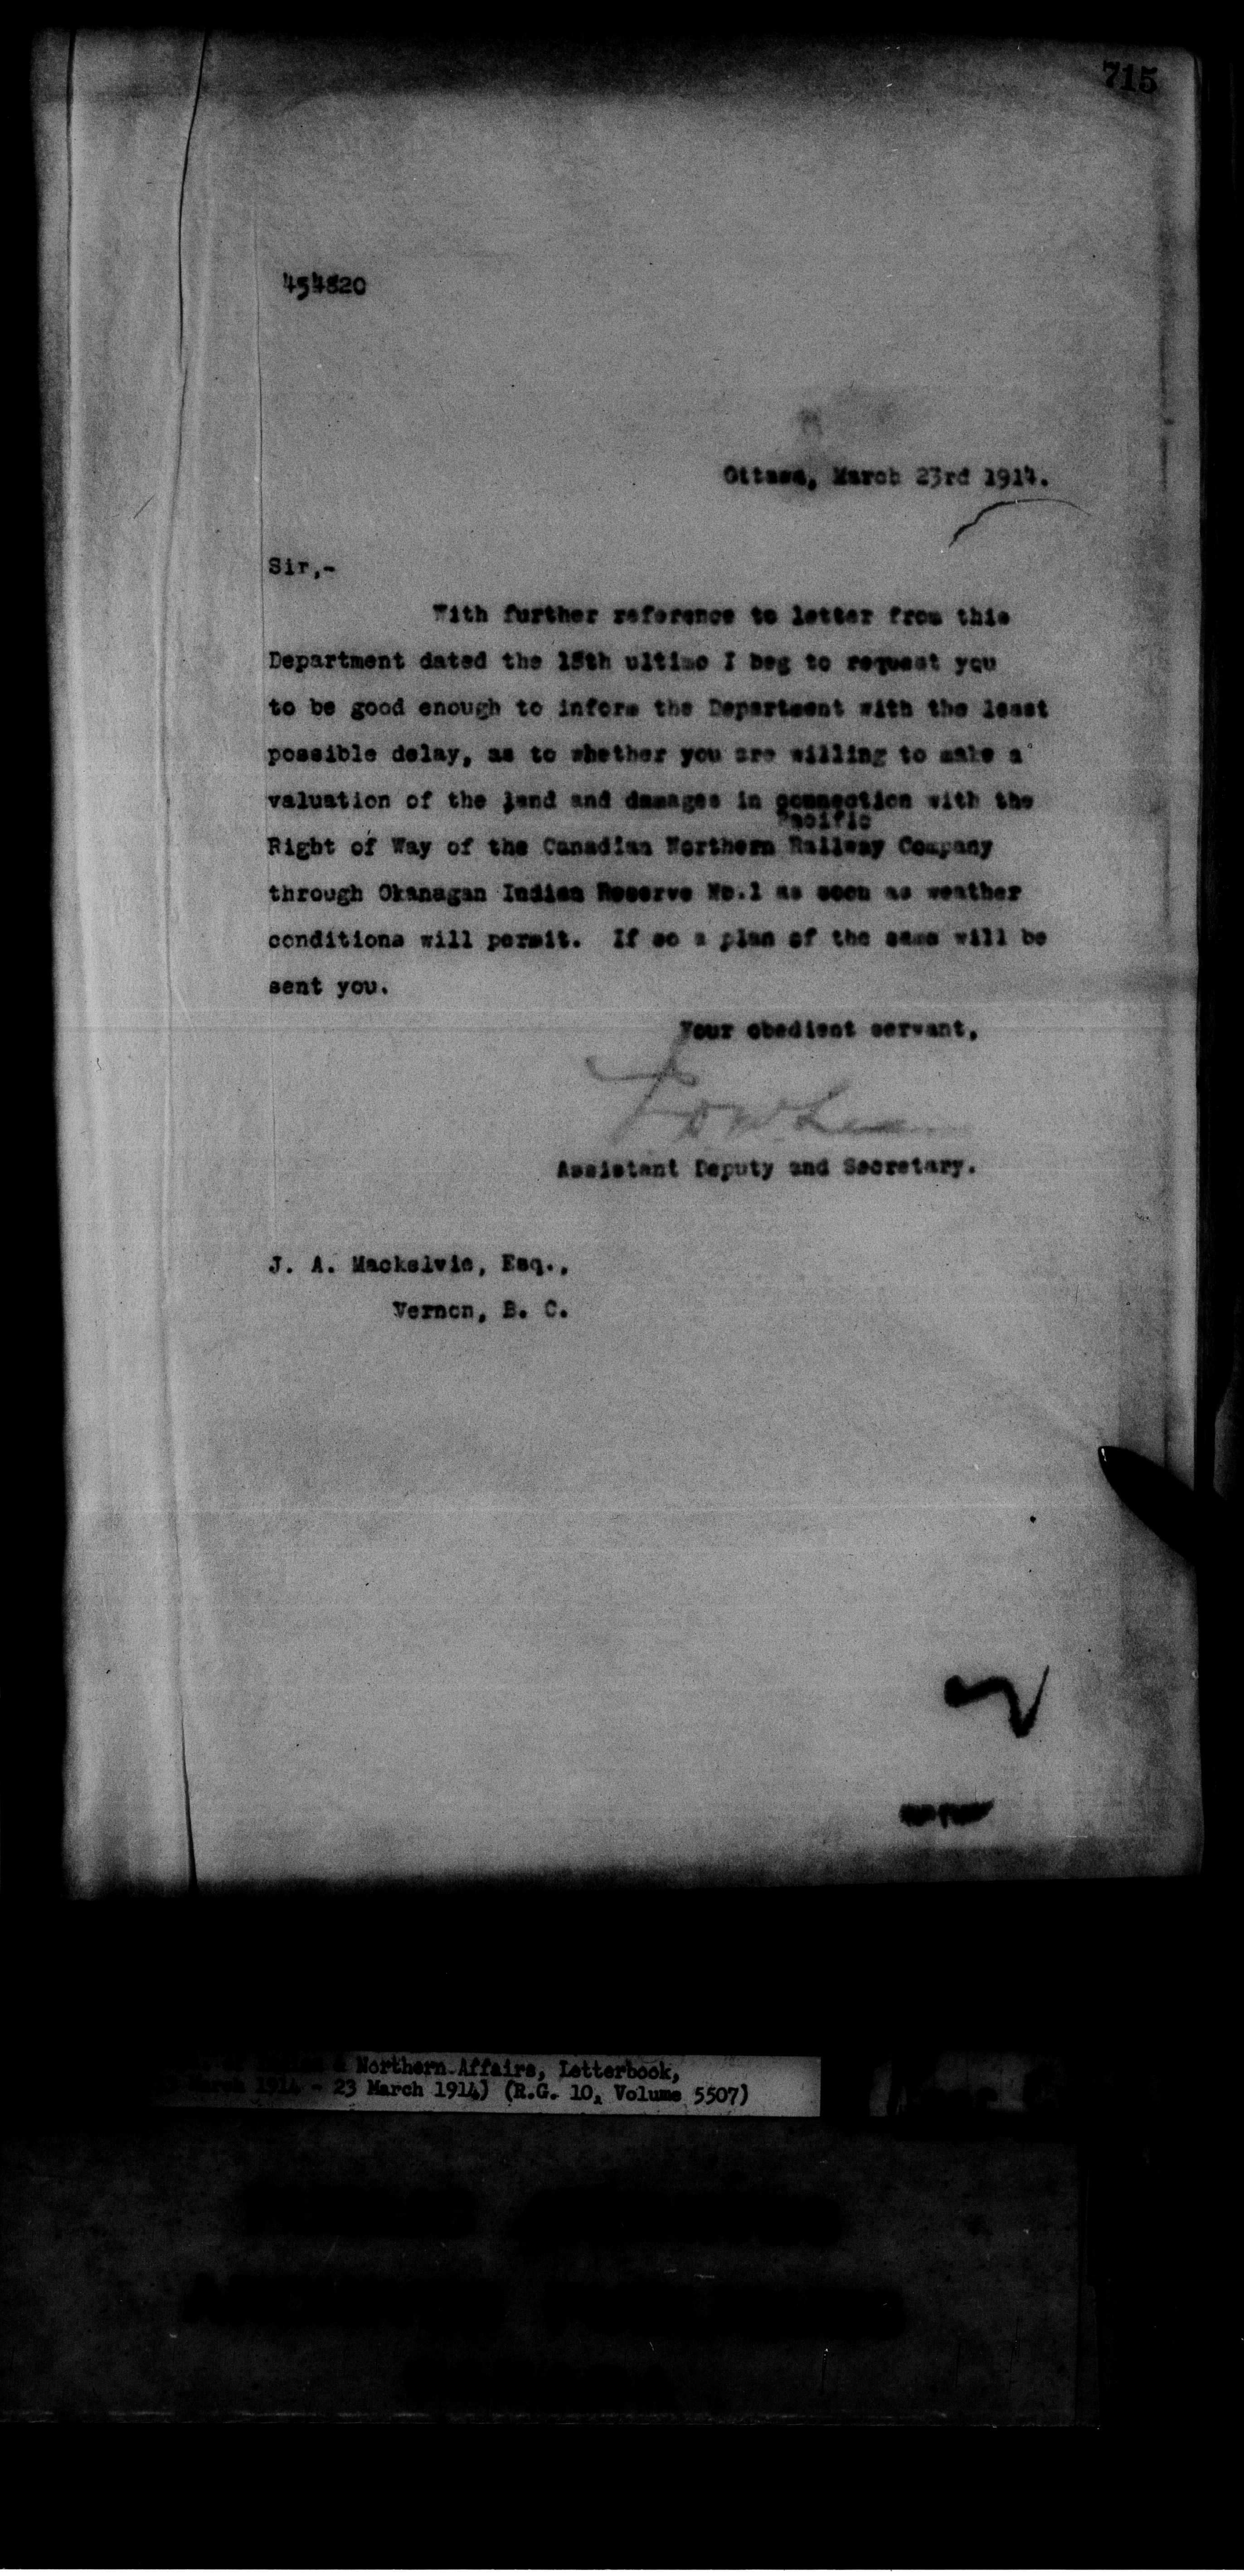 715
454820
Ottawa, March 23rd 1914.
Sir,-
With further reference to letter from this
Department dated the ultimo I beg to request you
to be good enough to inform the Department with the least
possible delay, as to whether you are willing to make a
valuation of the land and damages in connection with the
Pacific
Right of Way of the Canadian Northern Railway Company
through Okanagan Indian Reserve No.1 as soon as weather
conditions will permit. If so a plan of the same will be
sent you.
Your obedient servant,
Assistant Deputy and Secretary.
J. A. Mackelvie, Esq.,
Vernon, B. C.
Northern Affairs, Letterbook,
March 1914 - 23 March 1914) (R.G. 10, Volume 5507)